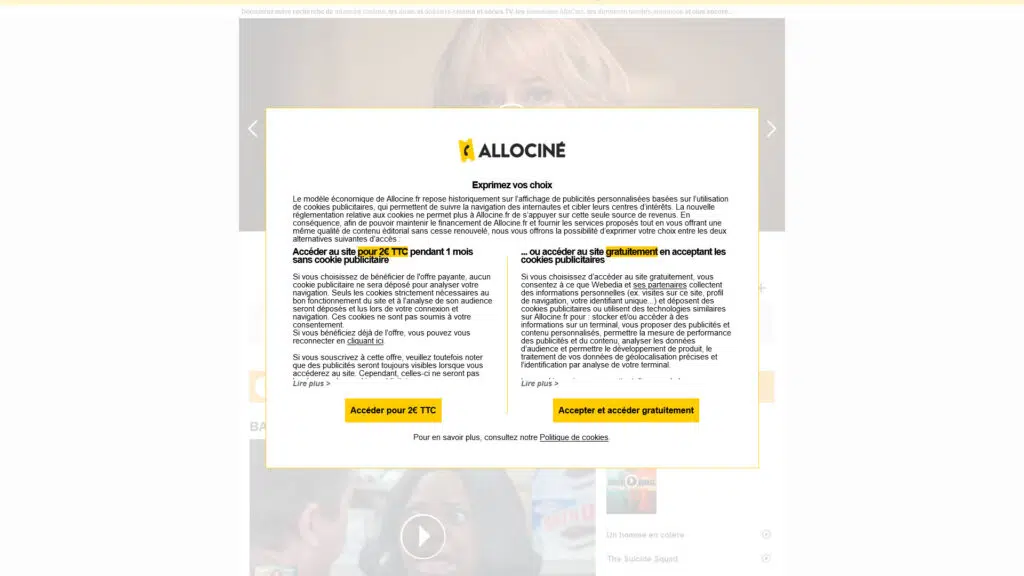 Découvrez notre recherche de
ALLOCINÉ
Exprimez vos choix
Le modèle économique de Allocine.fr repose historiquement sur l'affichage de publicités personnalisées basées sur l'utilisation
de cookies publicitaires, qui permettent de suivre la navigation des internautes et cibler leurs centres d'intérêts. La nouvelle
réglementation relative aux cookies ne permet plus à Allocine.fr de s'appuyer sur cette seule source de revenus. En
conséquence, afin de pouvoir maintenir le financement de Allocine.fr et fournir les services proposés tout en vous offrant une
même qualité de contenu éditorial sans cesse renouvelé, nous vous offrons la possibilité d'exprimer votre choix entre les deux
alternatives suivantes d'accès :
Accéder au site pour 2€ TTC pendant 1 mois
sans cookie publicitaire
Si vous choisissez de bénéficier de l'offre payante, aucun
cookie publicitaire ne sera déposé pour analyser votre
navigation. Seuls les cookies strictement nécessaires au
bon fonctionnement du site et à l'analyse de son audience
seront déposés et lus lors de votre connexion et
navigation. Ces cookies ne sont pas soumis à votre
consentement.
Si vous bénéficiez déjà de l'offre, vous pouvez vous
reconnecter en cliquant ici.
Si vous souscrivez à cette offre, veuillez toutefois noter
que des publicités seront toujours visibles lorsque vous
accéderez au site. Cependant, celles-ci ne seront pas
Lire plus >
Accéder pour 2€ TTC
... ou accéder au site gratuitement en acceptant les
cookies publicitaires
Si vous choisissiez d'accéder au site gratuitement, vous
consentez à ce que Webedia et ses partenaires collectent
des informations personnelles (ex. visites sur ce site, profil
de navigation, votre identifiant unique...) et déposent des
cookies publicitaires ou utilisent des technologies similaires
sur Allocine.fr pour : stocker et/ou accéder à des
informations sur un terminal, vous proposer des publicités et
contenu personnalisés, permettre la mesure de performance
des publicités et du contenu, analyser les données
d'audience et permettre le développement de produit, le
traitement de vos données de géolocalisation précises et
l'identification par analyse de votre terminal.
Lire plus >
Accepter et accéder gratuitement
Pour en savoir plus, consultez notre Politique de cookies.
BA
Un homme en colère
The Suicide Squad